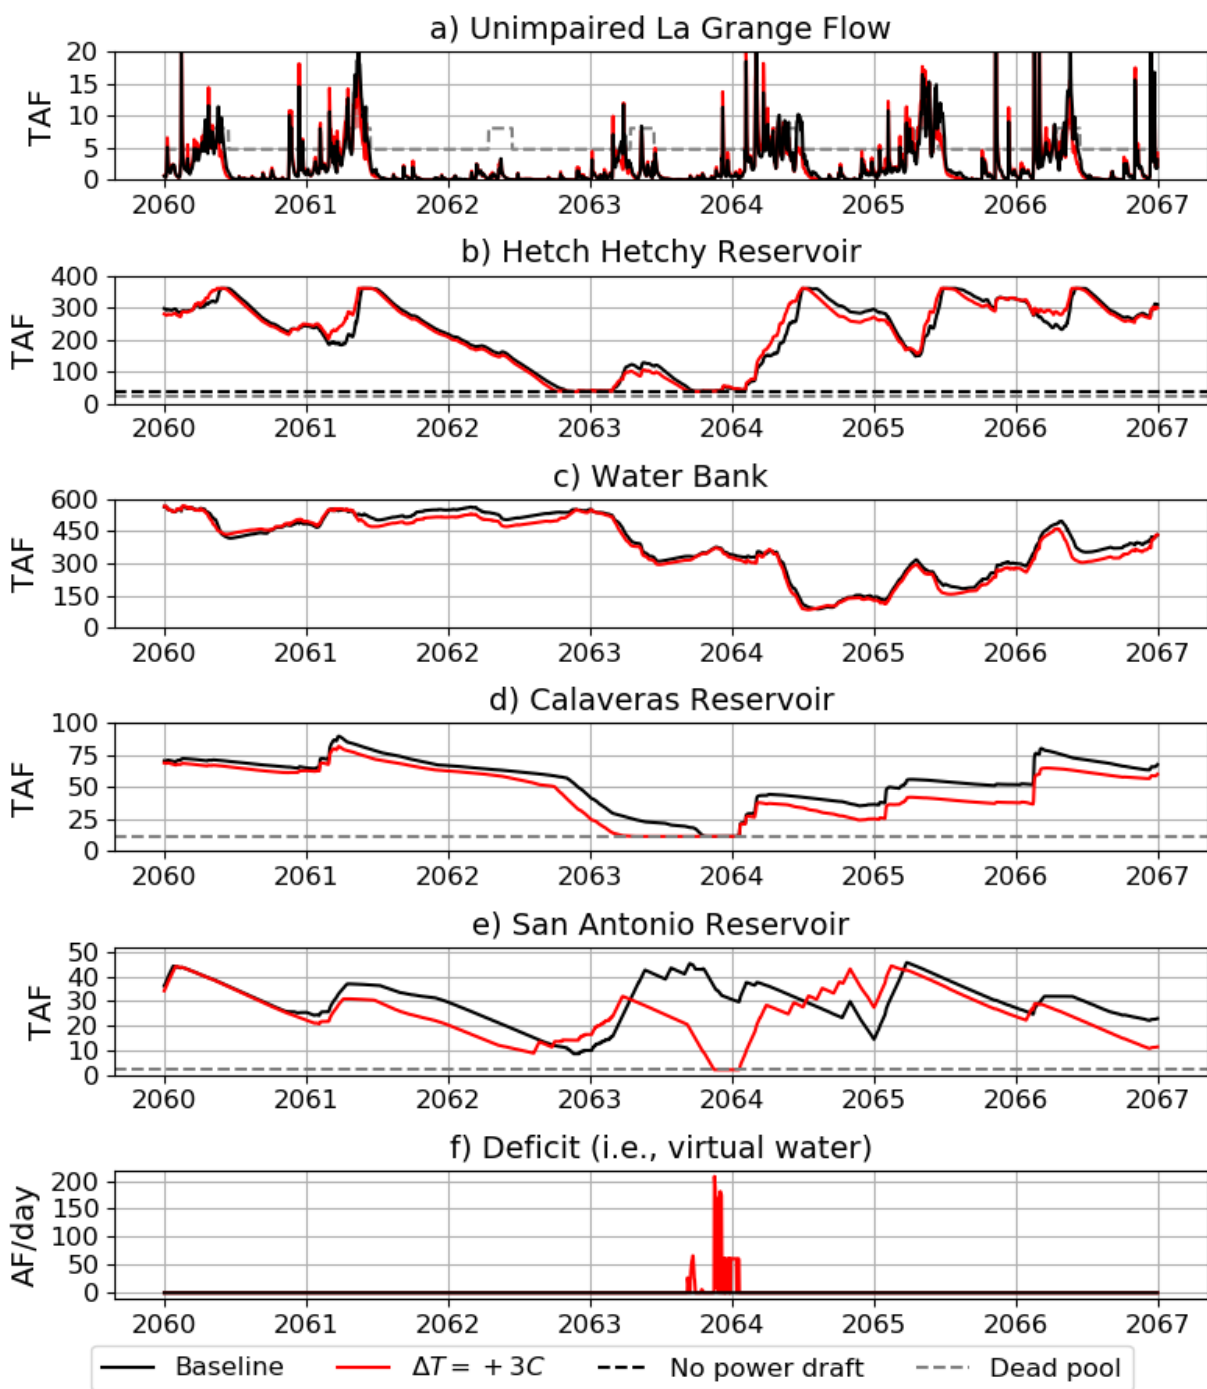 a) Unimpaired La Grange Flow
20
15
10
5
0
TAF
2060 2061 2062 2063 2064 2065 2066 2067
b) Hetch Hetchy Reservoir
400
300
200
100
0
TAF
2060 2061 2062 2063 2064 2065 2066 2067
c) Water Bank
600
450
300
150
0
TAF
2060 2061 2062 2063 2064 2065 2066 2067
d) Calaveras Reservoir
100
75
50
25
0
TAF
2060 2061 2062 2063 2064 2065 2066 2067
e) San Antonio Reservoir
50
40
30
20
10
0
TAF
2060 2061 2062 2063 2064 2065 2066 2067
f) Deficit (i.e., virtual water)
200
150
100
50
0
AF/day
2060 2061 2062 2063 2064 2065 2066 2067
Baseline ΔT = +3C No power draft Dead pool